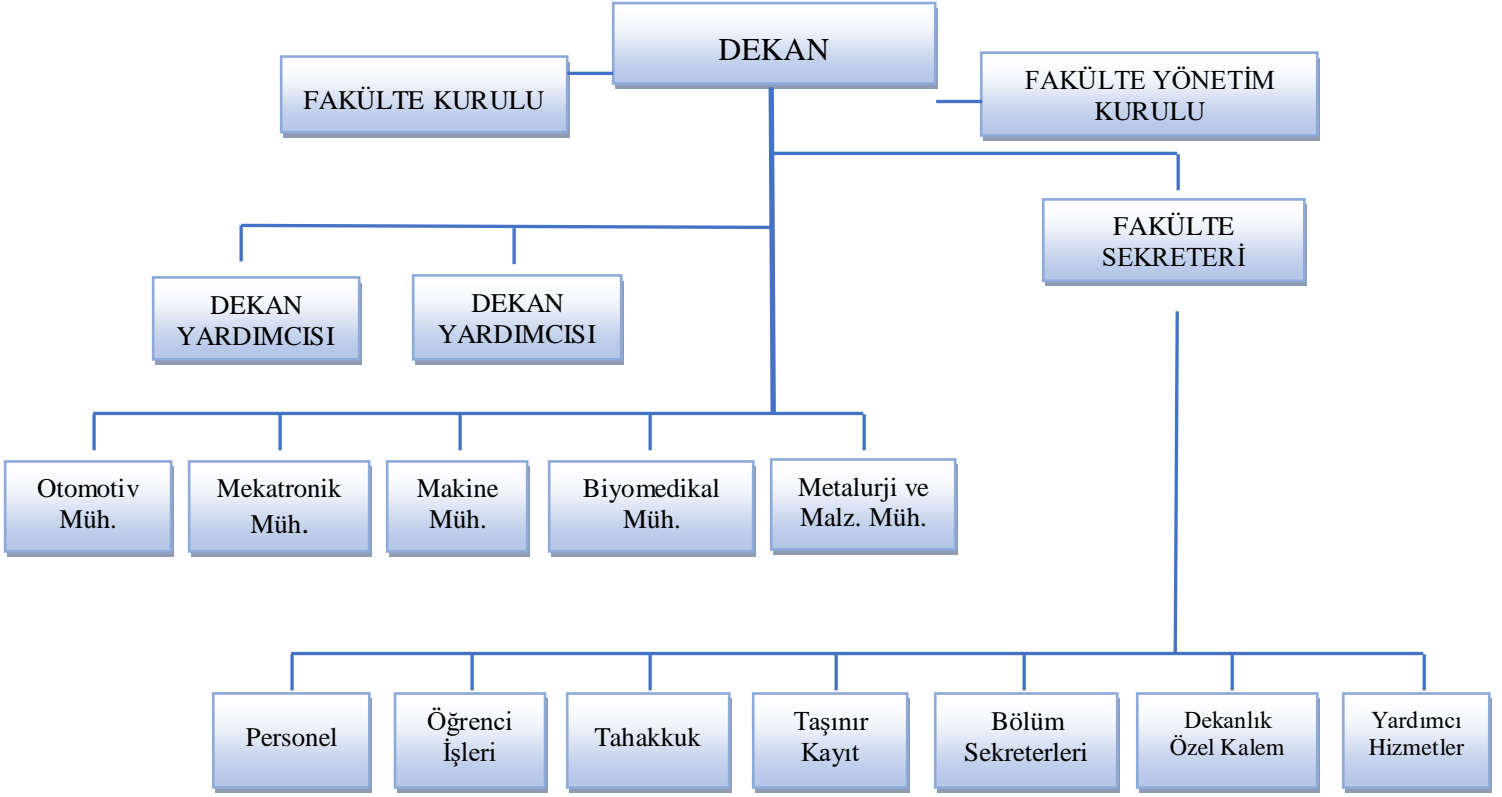 DEKAN
FAKÜLTE KURULU
FAKÜLTE YÖNETİM
KURULU
FAKÜLTE
SEKRETERİ
DEKAN
YARDIMCISI
DEKAN
YARDIMCISI
Otomotiv
Müh.
Mekatronik
Müh.
Makine
Müh.
Biyomedikal
Müh.
Metalurji ve
Malz. Müh.
Personel
Öğrenci
İşleri
Tahakkuk
Taşınır
Kayıt
Bölüm
Sekreterleri
Dekanlık
Özel Kalem
Yardımcı
Hizmetler